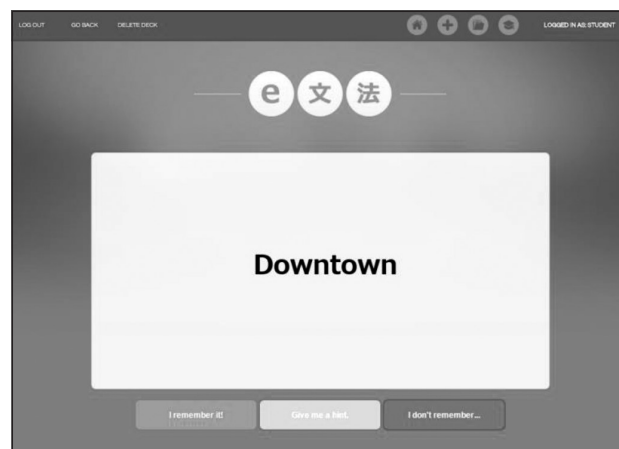 LOG OUT GO BACK DELETE DECK LOGGED IN AS: STUDENT
e文法
Downtown
I remember it! Give me a hint. I don't remember...